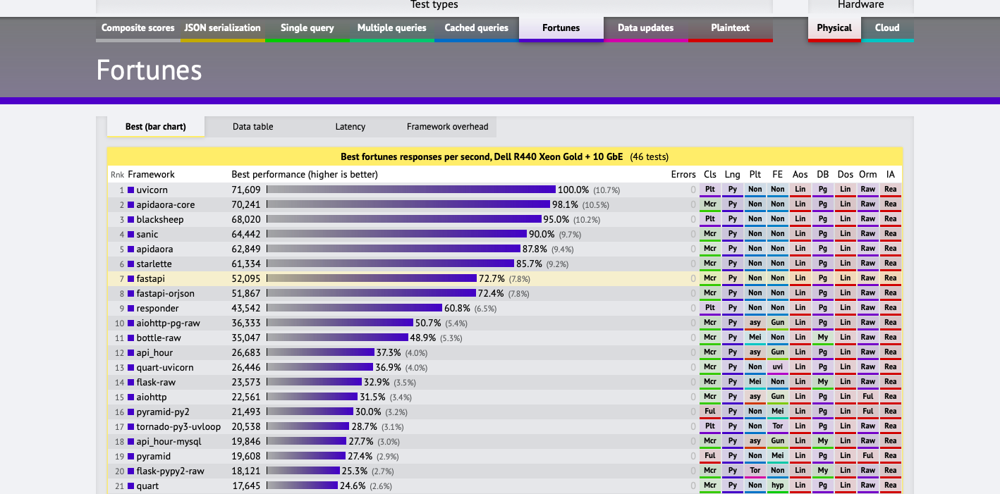 Test types Hardware
Composite scores JSON serialization Single query Multiple queries Cached queries Fortunes Data updates Plaintext Physical Cloud
Fortunes
Best (bar chart) Data table Latency Framework overhead
Best fortunes responses per second, Dell R440 Xeon Gold + 10 GbE (46 tests)
Rnk Framework Best performance (higher is better) Errors Cls Lng Plt FE Aos DB Dos Orm IA
1 uvicorn 71,609 100.0% (10.7%) 0 Plt Py Non Non Lin Pg Lin Raw Rea
2 apidaora-core 70,241 98.1% (10.5%) 0 Mcr Py Non Non Lin Pg Lin Raw Rea
3 blacksheep 68,020 95.0% (10.2%) 0 Plt Py Non Non Lin Pg Lin Raw Rea
4 sanic 64,442 90.0% (9.7%) 0 Mcr Py Non Non Lin Pg Lin Raw Rea
5 apidaora 62,849 87.8% (9.4%) 0 Mcr Py Non Non Lin Pg Lin Raw Rea
6 starlette 61,334 85.7% (9.2%) 0 Mcr Py Non Non Lin Pg Lin Raw Rea
7 fastapi 52,095 72.7% (7.8%) 0 Mcr Py Non Non Lin Pg Lin Raw Rea
8 fastapi-orjson 51,867 72.4% (7.8%) 0 Mcr Py Non Non Lin Pg Lin Raw Rea
9 responder 43,542 60.8% (6.5%) 0 Plt Py Non Non Lin Pg Lin Raw Rea
10 aiohttp-pg-raw 36,333 50.7% (5.4%) 0 Mcr Py asy Gun Lin Pg Lin Raw Rea
11 bottle-raw 35,047 48.9% (5.3%) 0 Mcr Py Mei Non Lin My Lin Raw Rea
12 api_hour 26,683 37.3% (4.0%) 0 Mcr Py asy Gun Lin Pg Lin Raw Rea
13 quart-uvicorn 26,446 36.9% (4.0%) 0 Mcr Py Non uvi Lin Pg Lin Raw Rea
14 flask-raw 23,573 32.9% (3.5%) 0 Mcr Py Mei Non Lin My Lin Raw Rea
15 aiohttp 22,561 31.5% (3.4%) 0 Mcr Py asy Gun Lin Pg Lin Ful Rea
16 pyramid-py2 21,493 30.0% (3.2%) 0 Ful Py Non Mei Lin Pg Lin Ful Rea
17 tornado-py3-uvloop 20,538 28.7% (3.1%) 0 Plt Py Non Tor Lin Pg Lin Raw Rea
18 api_hour-mysql 19,846 27.7% (3.0%) 0 Mcr Py asy Gun Lin My Lin Raw Rea
19 pyramid 19,608 27.4% (2.9%) 0 Ful Py Non Mei Lin Pg Lin Ful Rea
20 flask-pypy2-raw 18,121 25.3% (2.7%) 0 Mcr Py Tor Non Lin My Lin Raw Rea
21 quart 17,645 24.6% (2.6%) 0 Mcr Py Non hyp Lin Pg Lin Raw Rea